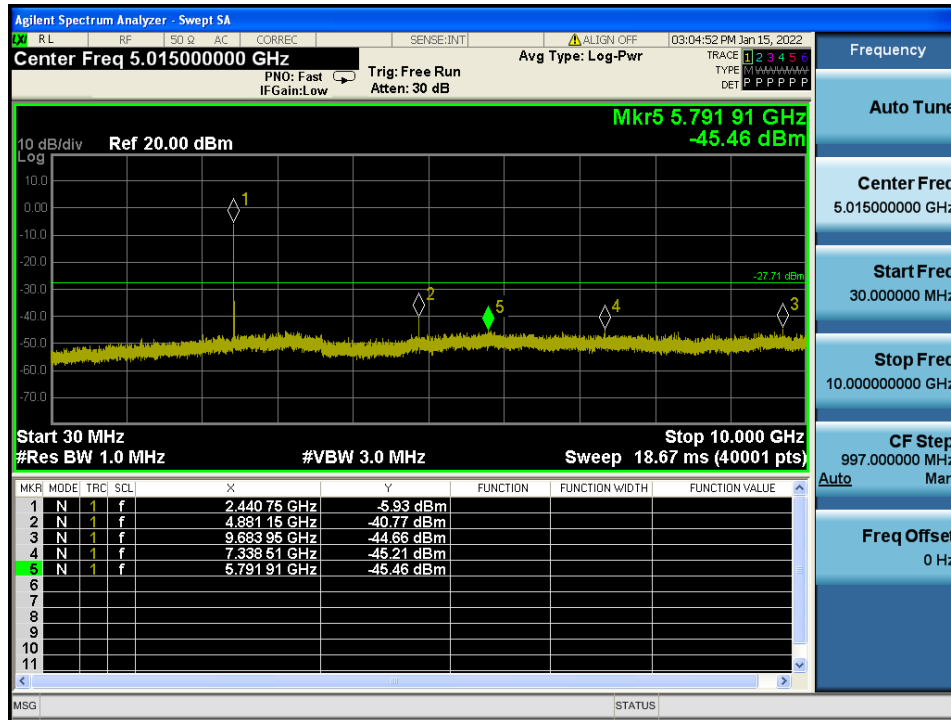 Agilent Spectrum Analyzer - Swept SA
LXI RL RF 50 Ω AC CORREC SENSE:INT ALIGN OFF 03:04:52 PM Jan 15, 2022
Center Freq 5.015000000 GHz
PNO: Fast
IFGain:Low
Trig: Free Run
Atten: 30 dB
Avg Type: Log-Pwr
TRACE 1 2 3 4 5 6
TYPE M
DET P P P P P P
Mkr5 5.791 91 GHz
-45.46 dBm
10 dB/div Ref 20.00 dBm
Log
10.0
0.00
-10.0
-20.0
-30.0
-40.0
-50.0
-60.0
-70.0
1
2
5
4
3
-27.71 dBm
Start 30 MHz Stop 10.000 GHz
#Res BW 1.0 MHz #VBW 3.0 MHz Sweep 18.67 ms (40001 pts)
MKR MODE TRC SCL X Y FUNCTION FUNCTION WIDTH FUNCTION VALUE
1 N 1 f 2.440 75 GHz -5.93 dBm
2 N 1 f 4.881 15 GHz -40.77 dBm
3 N 1 f 9.683 95 GHz -44.66 dBm
4 N 1 f 7.338 51 GHz -45.21 dBm
5 N 1 f 5.791 91 GHz -45.46 dBm
6
7
8
9
10
11
MSG STATUS
Frequency
Auto Tune
Center Freq
5.015000000 GHz
Start Freq
30.000000 MHz
Stop Freq
10.000000000 GHz
CF Step
997.000000 MHz
Auto Man
Freq Offset
0 Hz